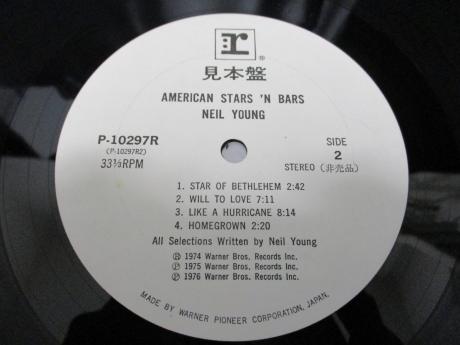 r ®
見本盤
AMERICAN STARS 'N BARS
NEIL YOUNG
P-10297R
(P-10297R2)
33⅓RPM
SIDE
2
STEREO (非売品)
1. STAR OF BETHLEHEM 2:42
2. WILL TO LOVE 7:11
3. LIKE A HURRICANE 8:14
4. HOMEGROWN 2:20
All Selections Written by Neil Young
Ⓟ 1974 Warner Bros. Records Inc.
Ⓟ 1975 Warner Bros. Records Inc.
Ⓟ 1976 Warner Bros. Records Inc.
MADE BY WARNER PIONEER CORPORATION, JAPAN.